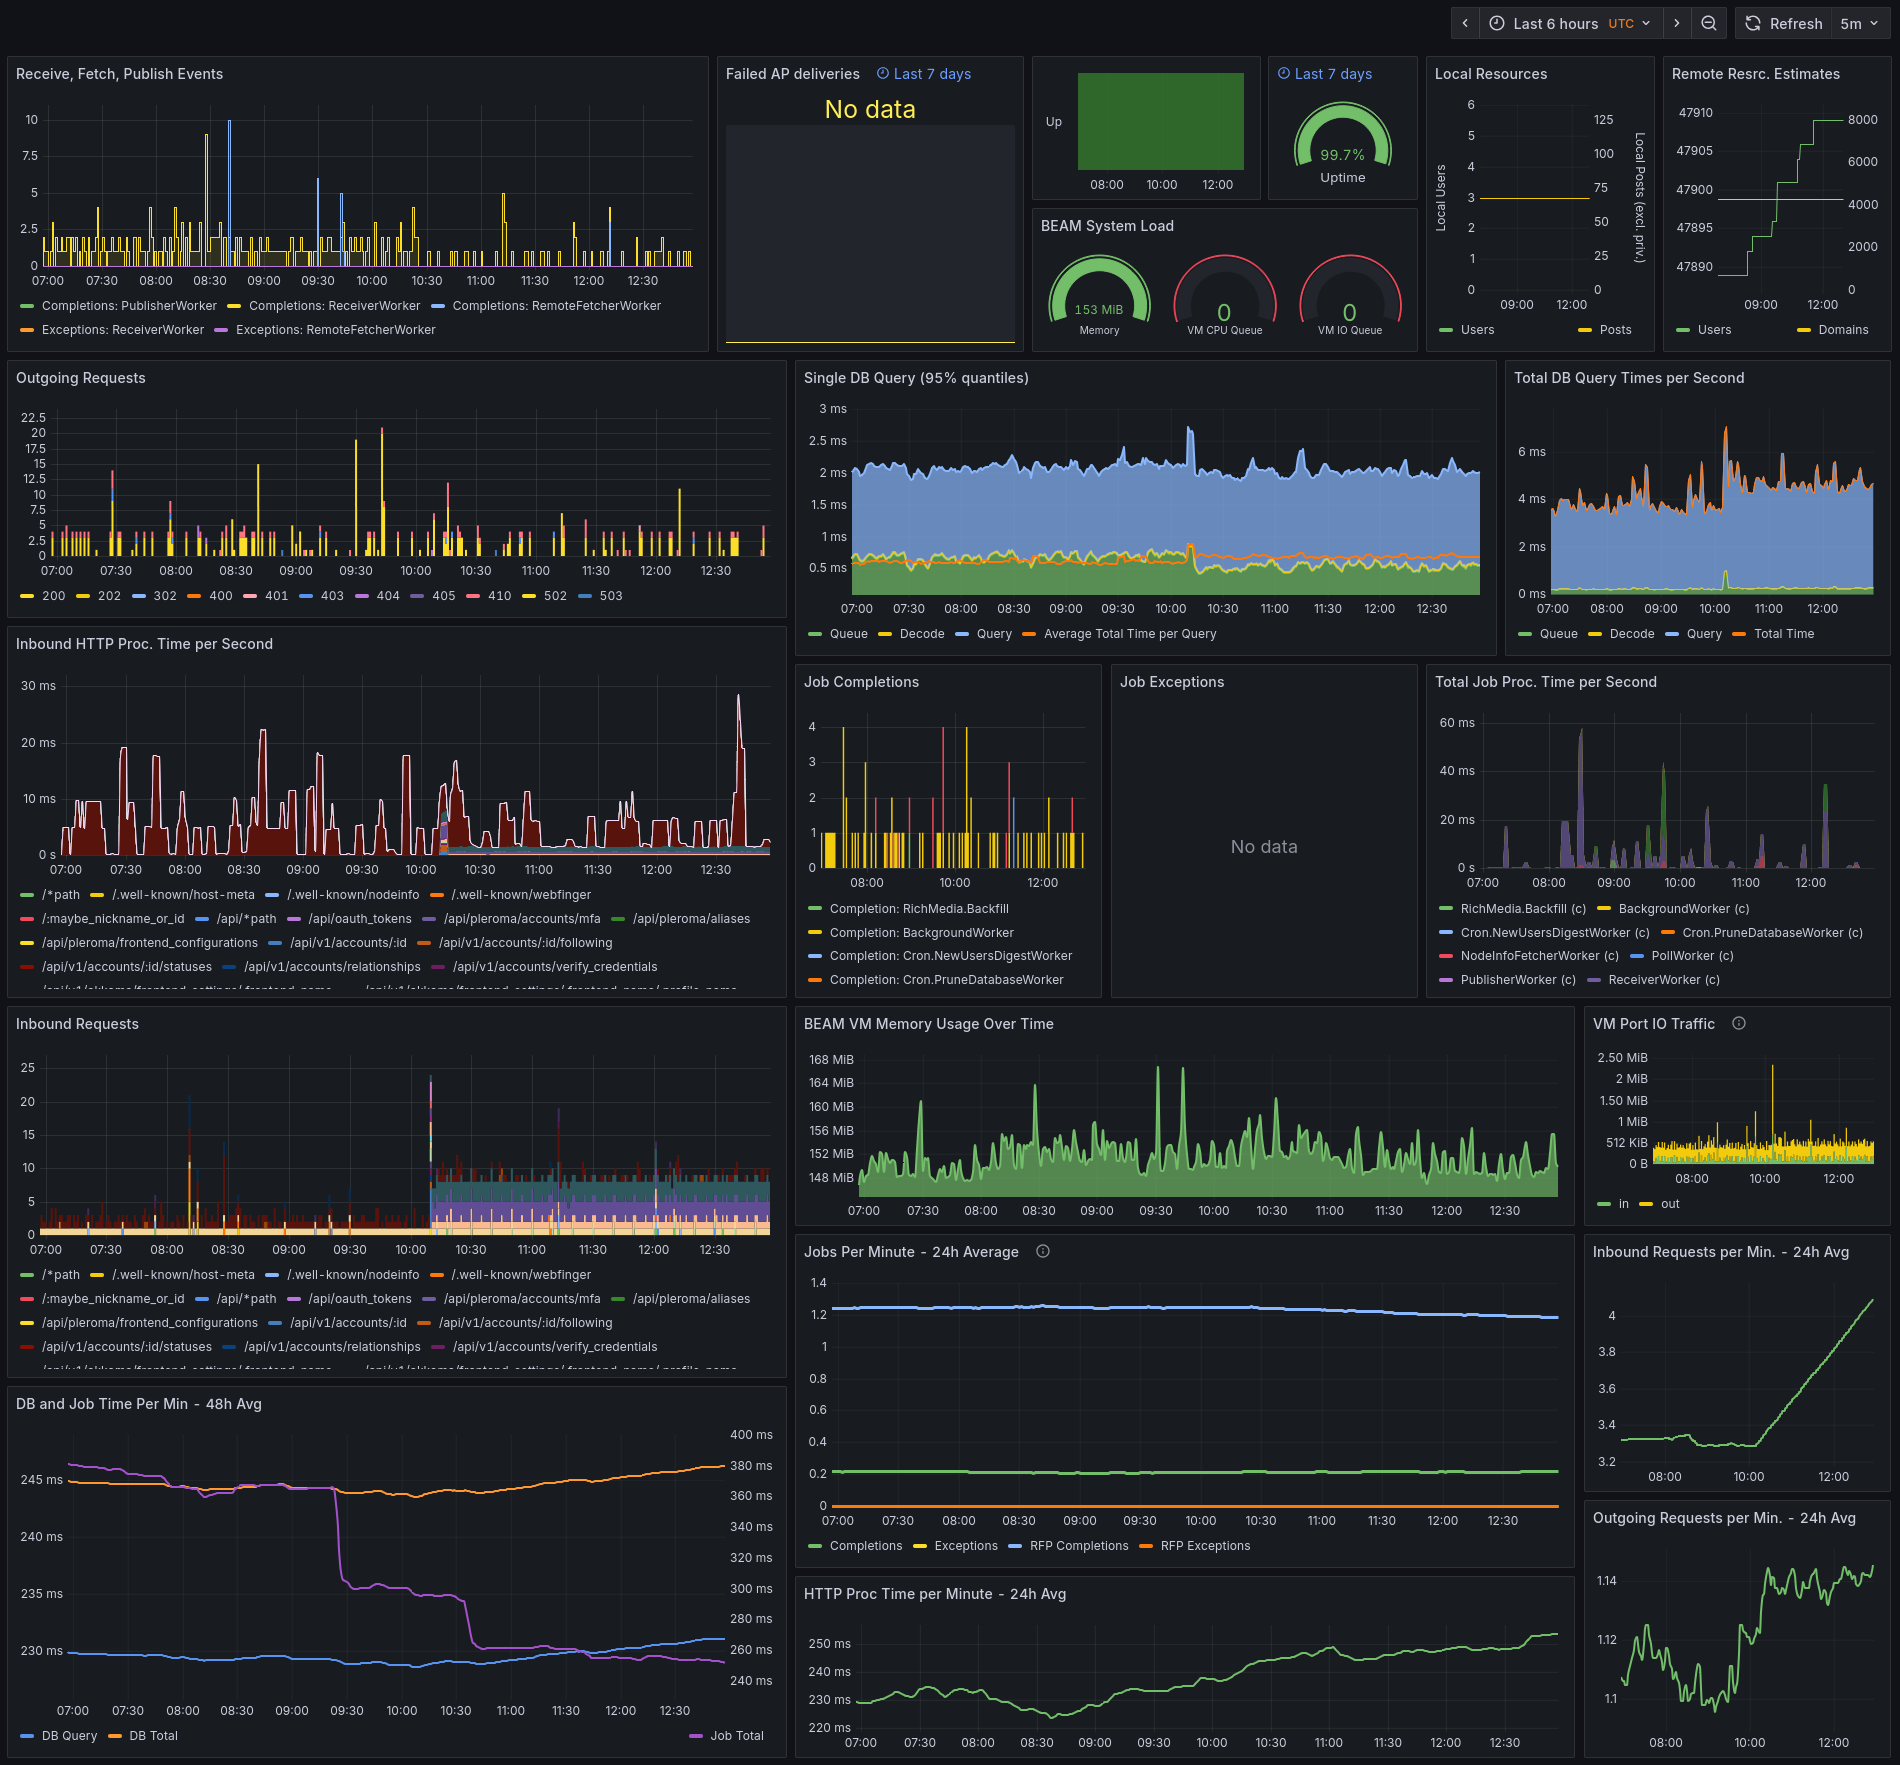 Last 6 hours UTC
Refresh 5m
Receive, Fetch, Publish Events
10
7.5
5
2.5
0
07:00 07:30 08:00 08:30 09:00 09:30 10:00 10:30 11:00 11:30 12:00 12:30
Completions: PublisherWorker Completions: ReceiverWorker Completions: RemoteFetcherWorker
Exceptions: ReceiverWorker Exceptions: RemoteFetcherWorker
Failed AP deliveries Last 7 days
No data
Up
08:00 10:00 12:00
Last 7 days
99.7%
Uptime
BEAM System Load
153 MiB 0 0
Memory VM CPU Queue VM IO Queue
Local Resources
Local Users
6
5
4
3
2
1
0
125
100
75
50
25
0
Local Posts (excl. priv.)
09:00 12:00
Users Posts
Remote Resrc. Estimates
47910
47905
47900
47895
47890
8000
6000
4000
2000
0
09:00 12:00
Users Domains
Outgoing Requests
22.5
20
17.5
15
12.5
10
7.5
5
2.5
0
07:00 07:30 08:00 08:30 09:00 09:30 10:00 10:30 11:00 11:30 12:00 12:30
200 202 302 400 401 403 404 405 410 502 503
Single DB Query (95% quantiles)
3 ms
2.5 ms
2 ms
1.5 ms
1 ms
0.5 ms
07:00 07:30 08:00 08:30 09:00 09:30 10:00 10:30 11:00 11:30 12:00 12:30
Queue Decode Query Average Total Time per Query
Total DB Query Times per Second
6 ms
4 ms
2 ms
0 ms
07:00 08:00 09:00 10:00 11:00 12:00
Queue Decode Query Total Time
Inbound HTTP Proc. Time per Second
30 ms
20 ms
10 ms
0 s
07:00 07:30 08:00 08:30 09:00 09:30 10:00 10:30 11:00 11:30 12:00 12:30
/*path /.well-known/host-meta /.well-known/nodeinfo /.well-known/webfinger
/:maybe_nickname_or_id /api/*path /api/oauth_tokens /api/pleroma/accounts/mfa /api/pleroma/aliases
/api/pleroma/frontend_configurations /api/v1/accounts/:id /api/v1/accounts/:id/following
/api/v1/accounts/:id/statuses /api/v1/accounts/relationships /api/v1/accounts/verify_credentials
Job Completions
4
3
2
1
0
08:00 10:00 12:00
Completion: RichMedia.Backfill
Completion: BackgroundWorker
Completion: Cron.NewUsersDigestWorker
Completion: Cron.PruneDatabaseWorker
Job Exceptions
No data
Total Job Proc. Time per Second
60 ms
40 ms
20 ms
0 s
07:00 08:00 09:00 10:00 11:00 12:00
RichMedia.Backfill (c) BackgroundWorker (c)
Cron.NewUsersDigestWorker (c) Cron.PruneDatabaseWorker (c)
NodeInfoFetcherWorker (c) PollWorker (c)
PublisherWorker (c) ReceiverWorker (c)
Inbound Requests
25
20
15
10
5
0
07:00 07:30 08:00 08:30 09:00 09:30 10:00 10:30 11:00 11:30 12:00 12:30
/*path /.well-known/host-meta /.well-known/nodeinfo /.well-known/webfinger
/:maybe_nickname_or_id /api/*path /api/oauth_tokens /api/pleroma/accounts/mfa /api/pleroma/aliases
/api/pleroma/frontend_configurations /api/v1/accounts/:id /api/v1/accounts/:id/following
/api/v1/accounts/:id/statuses /api/v1/accounts/relationships /api/v1/accounts/verify_credentials
BEAM VM Memory Usage Over Time
168 MiB
164 MiB
160 MiB
156 MiB
152 MiB
148 MiB
07:00 07:30 08:00 08:30 09:00 09:30 10:00 10:30 11:00 11:30 12:00 12:30
VM Port IO Traffic
2.50 MiB
2 MiB
1.50 MiB
1 MiB
512 KiB
0 B
08:00 10:00 12:00
in out
Jobs Per Minute - 24h Average
1.4
1.2
1
0.8
0.6
0.4
0.2
0
07:00 07:30 08:00 08:30 09:00 09:30 10:00 10:30 11:00 11:30 12:00 12:30
Completions Exceptions RFP Completions RFP Exceptions
Inbound Requests per Min. - 24h Avg
4
3.8
3.6
3.4
3.2
08:00 10:00 12:00
DB and Job Time Per Min - 48h Avg
245 ms
240 ms
235 ms
230 ms
400 ms
380 ms
360 ms
340 ms
320 ms
300 ms
280 ms
260 ms
240 ms
07:00 07:30 08:00 08:30 09:00 09:30 10:00 10:30 11:00 11:30 12:00 12:30
DB Query DB Total Job Total
HTTP Proc Time per Minute - 24h Avg
250 ms
240 ms
230 ms
220 ms
07:00 07:30 08:00 08:30 09:00 09:30 10:00 10:30 11:00 11:30 12:00 12:30
Outgoing Requests per Min. - 24h Avg
1.14
1.12
1.1
08:00 10:00 12:00